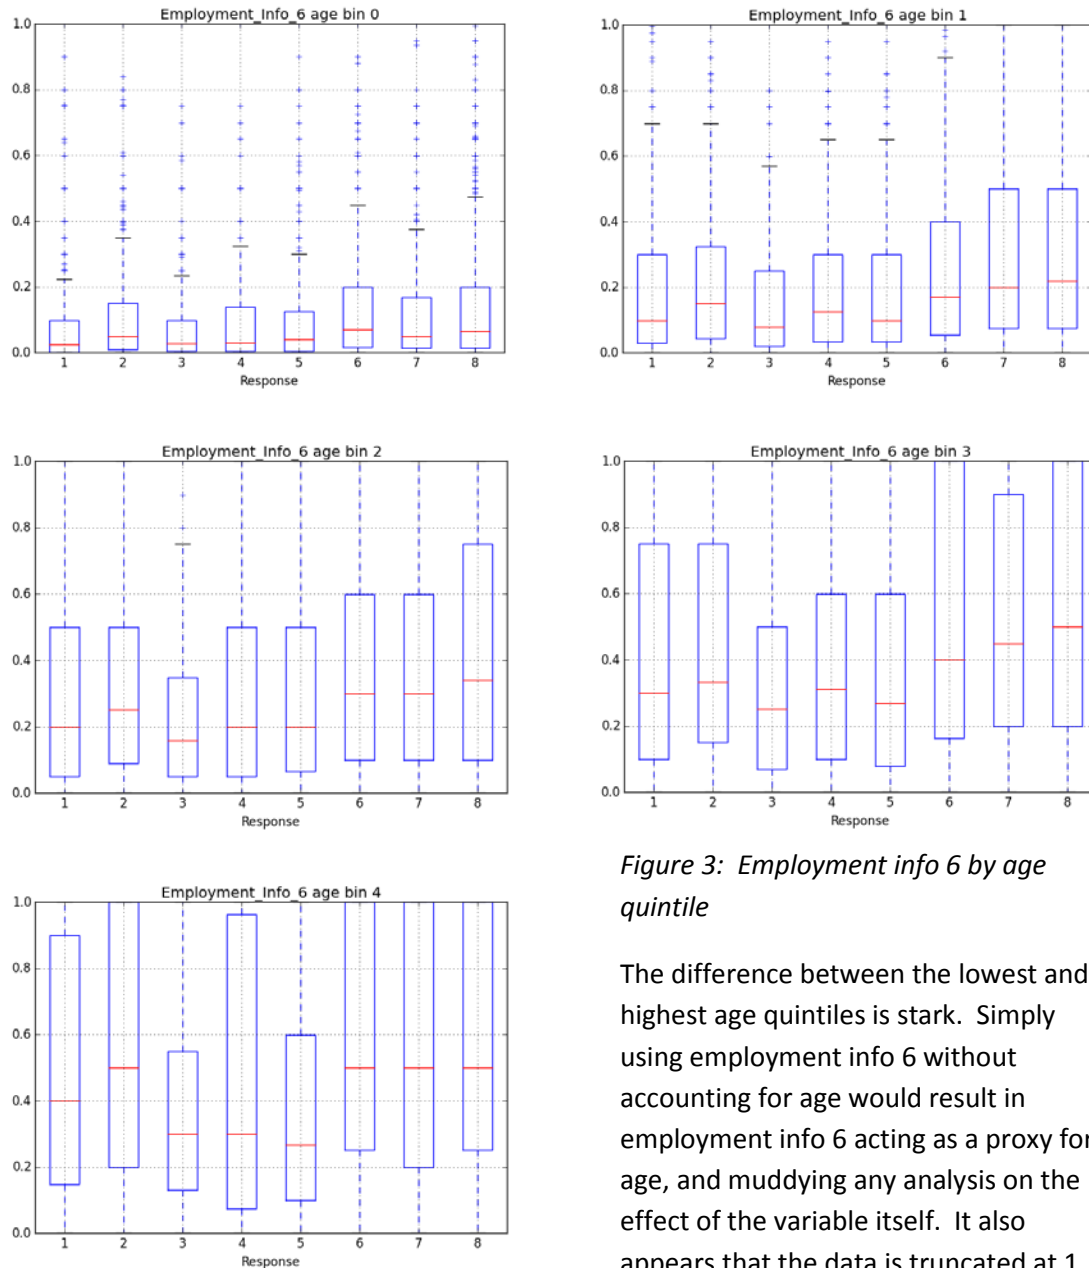 Employment_Info_6 age bin 0
1.0
0.8
0.6
0.4
0.2
0.0
1 2 3 4 5 6 7 8
Response
Employment_Info_6 age bin 1
1.0
0.8
0.6
0.4
0.2
0.0
1 2 3 4 5 6 7 8
Response
Employment_Info_6 age bin 2
1.0
0.8
0.6
0.4
0.2
0.0
1 2 3 4 5 6 7 8
Response
Employment_Info_6 age bin 3
1.0
0.8
0.6
0.4
0.2
0.0
1 2 3 4 5 6 7 8
Response
Employment_Info_6 age bin 4
1.0
0.8
0.6
0.4
0.2
0.0
1 2 3 4 5 6 7 8
Response
Figure 3: Employment info 6 by age
quintile
The difference between the lowest and
highest age quintiles is stark. Simply
using employment info 6 without
accounting for age would result in
employment info 6 acting as a proxy for
age, and muddying any analysis on the
effect of the variable itself. It also
appears that the data is truncated at 1